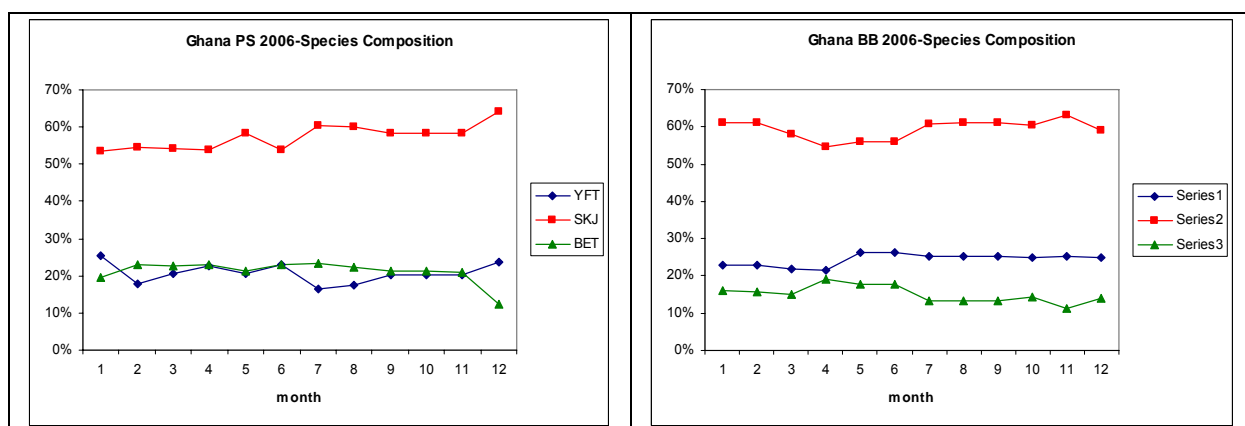 Ghana PS 2006-Species Composition
70%
60%
50%
40%
30%
20%
10%
0%
1 2 3 4 5 6 7 8 9 10 11 12
month
YFT
SKJ
BET
Ghana BB 2006-Species Composition
70%
60%
50%
40%
30%
20%
10%
0%
1 2 3 4 5 6 7 8 9 10 11 12
month
Series1
Series2
Series3